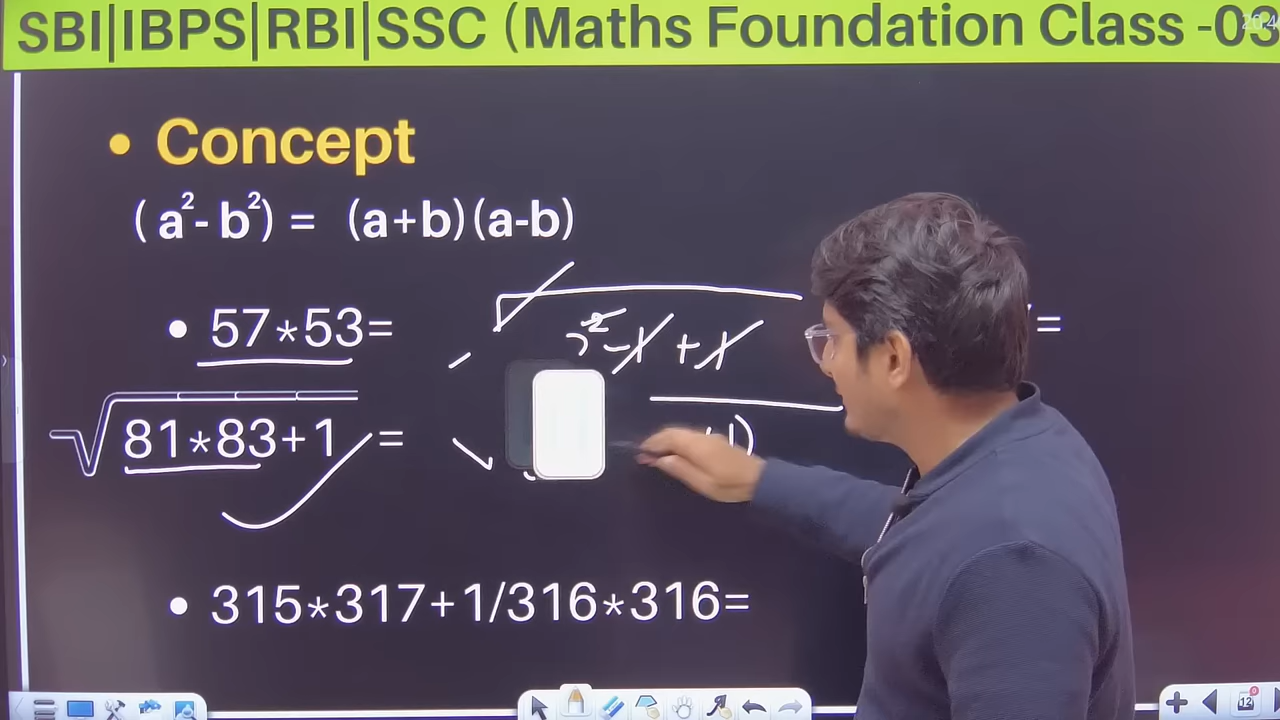 SBI|IBPS|RBI|SSC (Maths Foundation Class -03
• Concept
(a²-b²) = (a+b)(a-b)
• 57*53=
=
√81*83+1 =
• 315*317+1/316*316=
12